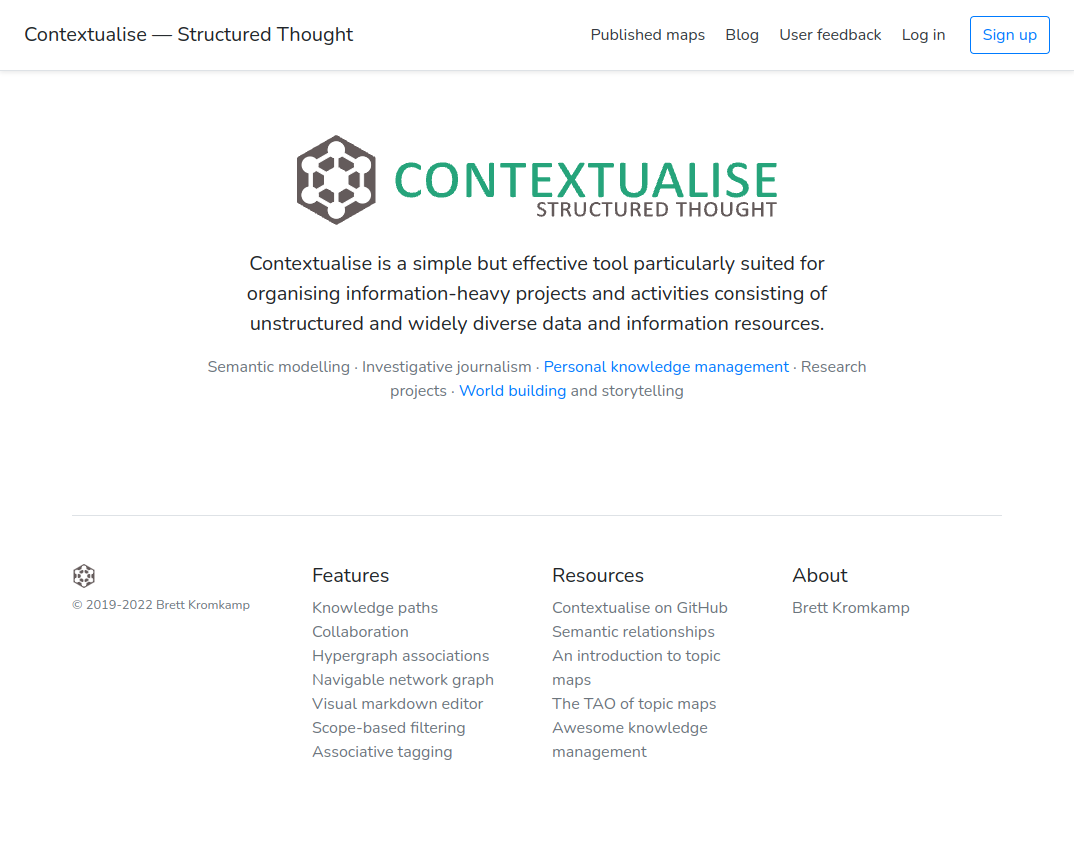 Contextualise — Structured Thought
Published maps
Blog
User feedback
Log in
Sign up
CONTEXTUALISE
STRUCTURED THOUGHT
Contextualise is a simple but effective tool particularly suited for
organising information-heavy projects and activities consisting of
unstructured and widely diverse data and information resources.
Semantic modelling · Investigative journalism · Personal knowledge management · Research
projects · World building and storytelling
© 2019-2022 Brett Kromkamp
Features
Knowledge paths
Collaboration
Hypergraph associations
Navigable network graph
Visual markdown editor
Scope-based filtering
Associative tagging
Resources
Contextualise on GitHub
Semantic relationships
An introduction to topic
maps
The TAO of topic maps
Awesome knowledge
management
About
Brett Kromkamp